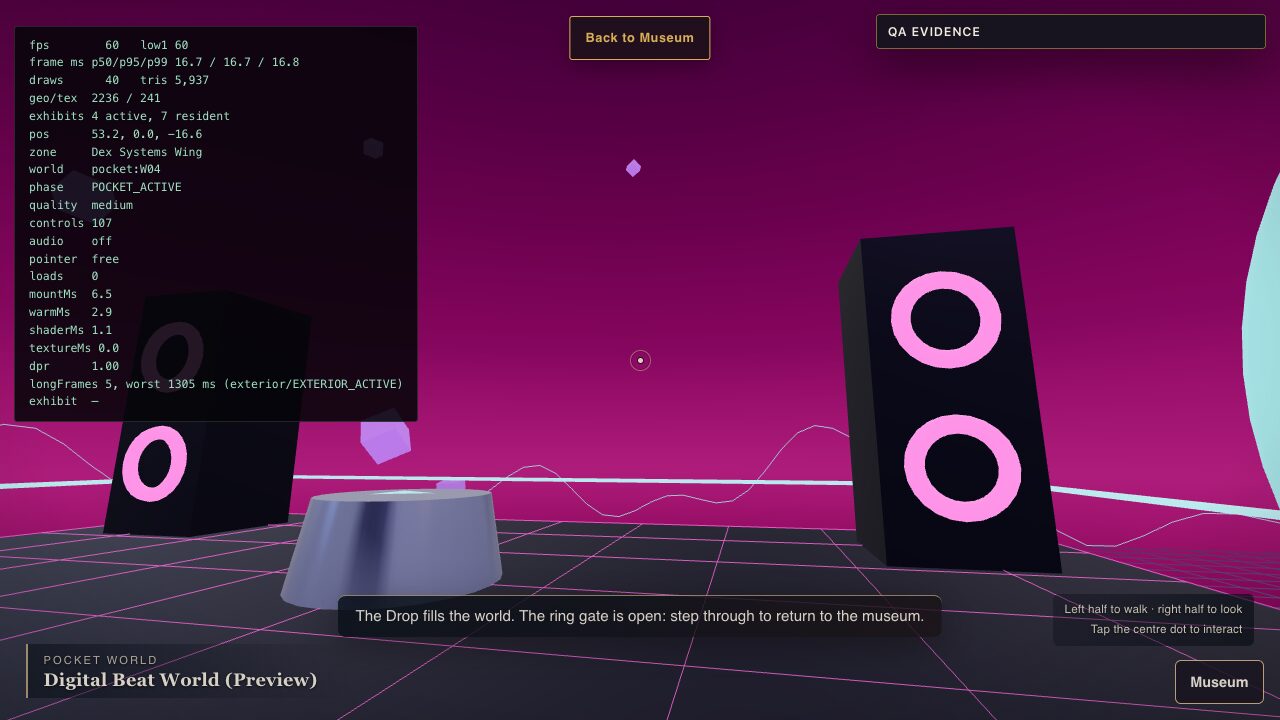 fps 60 low1 60
frame ms p50/p95/p99 16.7 / 16.7 / 16.8
draws 40 tris 5,937
geo/tex 2236 / 241
exhibits 4 active, 7 resident
pos 53.2, 0.0, −16.6
zone Dex Systems Wing
world pocket:W04
phase POCKET_ACTIVE
quality medium
controls 107
audio off
pointer free
loads 0
mountMs 6.5
warmMs 2.9
shaderMs 1.1
textureMs 0.0
dpr 1.00
longFrames 5, worst 1305 ms (exterior/EXTERIOR_ACTIVE)
exhibit —
Back to Museum
QA EVIDENCE
The Drop fills the world. The ring gate is open: step through to return to the museum.
Left half to walk · right half to look
Tap the centre dot to interact
POCKET WORLD
Digital Beat World (Preview)
Museum